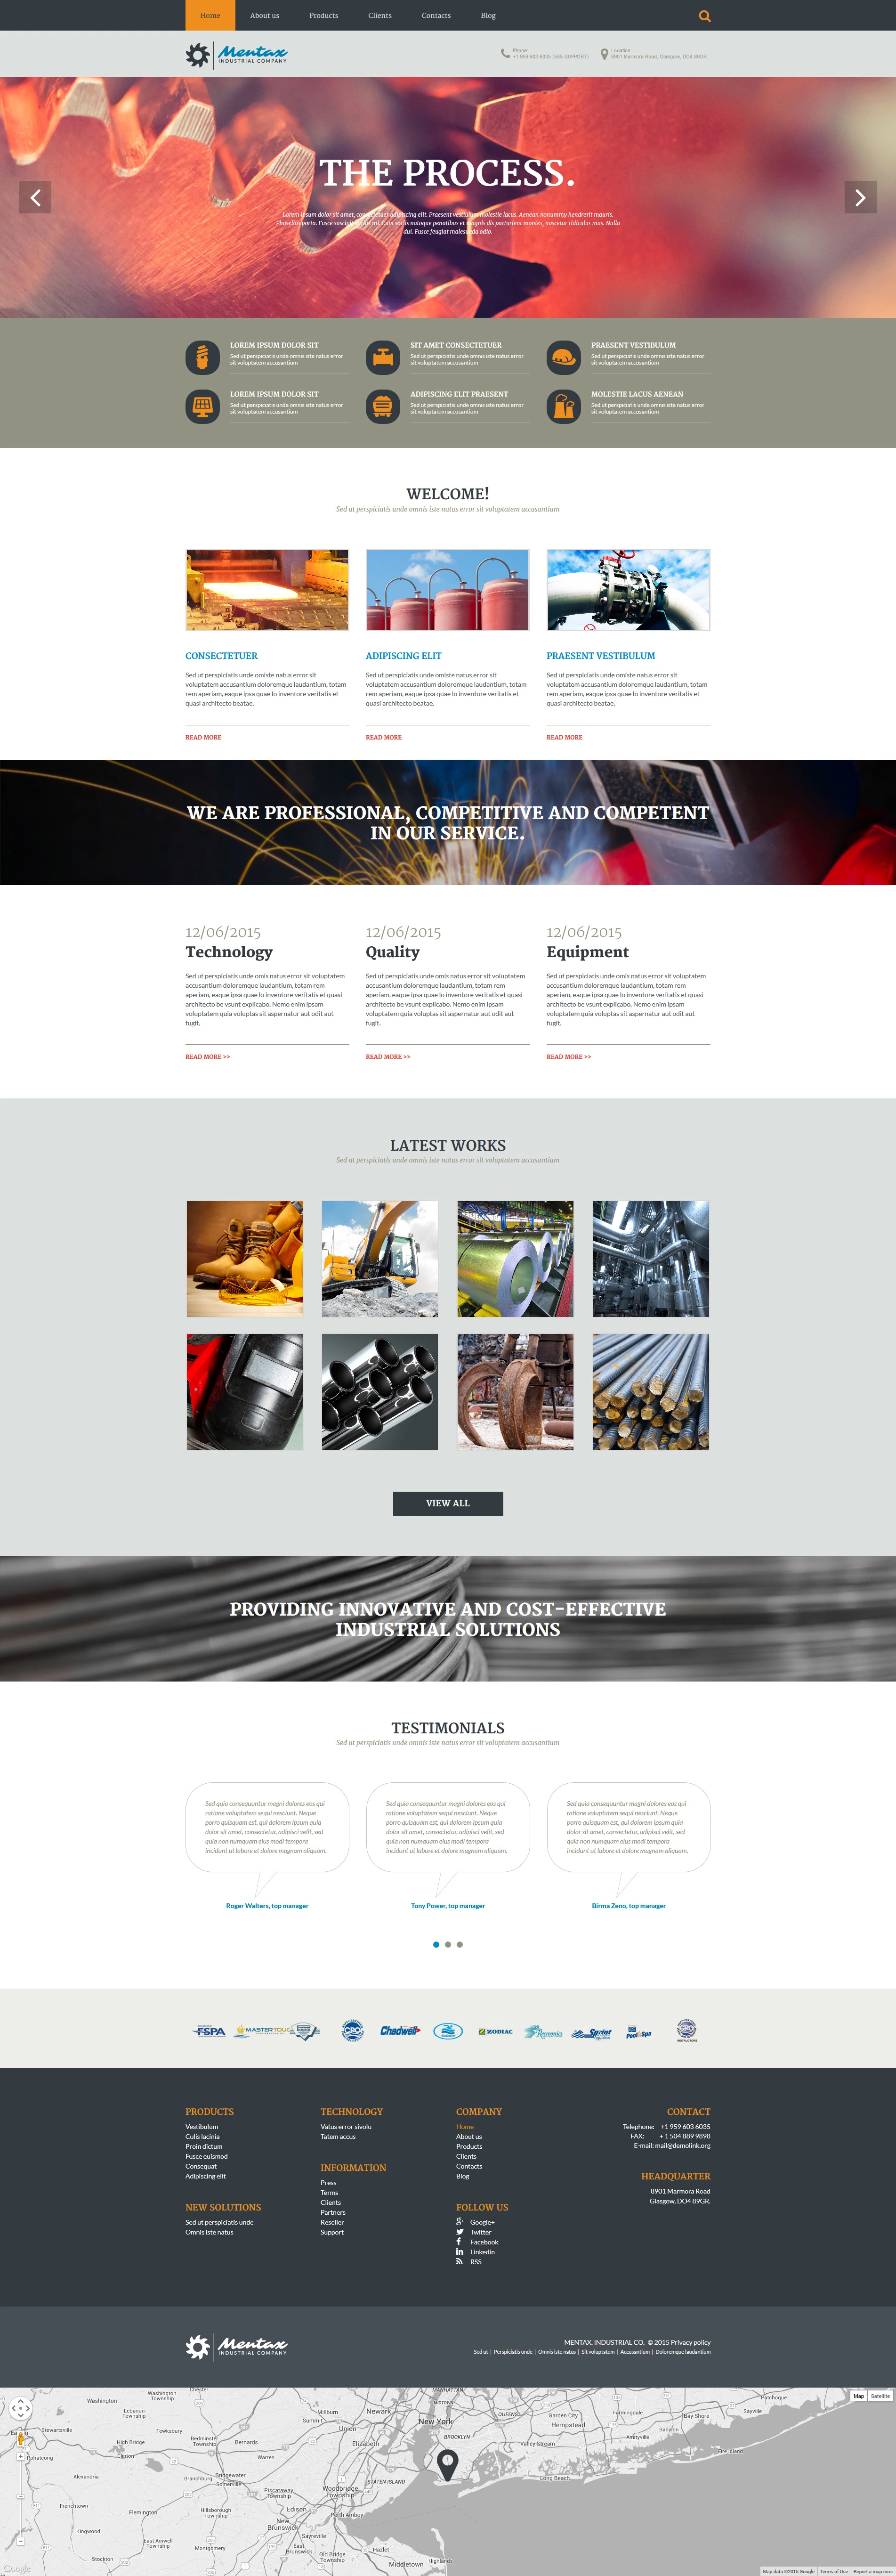 Home About us Products Clients Contacts Blog
Mentax
INDUSTRIAL COMPANY
Phone:
+1 959 603 6035 (500-SUPPORT)
Location:
8901 Marmora Road, Glasgow, DO4 89GR
THE PROCESS.
Lorem ipsum dolor sit amet, consectetuer adipiscing elit. Praesent vestibulum molestie lacus. Aenean nonummy hendrerit mauris.
Phasellus porta. Fusce suscipit varius mi. Cum sociis natoque penatibus et magnis dis parturient montes, nascetur ridiculus mus. Nulla
dui. Fusce feugiat malesuada odio.
LOREM IPSUM DOLOR SIT
Sed ut perspiciatis unde omnis iste natus error
sit voluptatem accusantium
SIT AMET CONSECTETUER
Sed ut perspiciatis unde omnis iste natus error
sit voluptatem accusantium
PRAESENT VESTIBULUM
Sed ut perspiciatis unde omnis iste natus error
sit voluptatem accusantium
LOREM IPSUM DOLOR SIT
Sed ut perspiciatis unde omnis iste natus error
sit voluptatem accusantium
ADIPISCING ELIT PRAESENT
Sed ut perspiciatis unde omnis iste natus error
sit voluptatem accusantium
MOLESTIE LACUS AENEAN
Sed ut perspiciatis unde omnis iste natus error
sit voluptatem accusantium
WELCOME!
Sed ut perspiciatis unde omnis iste natus error sit voluptatem accusantium
CONSECTETUER
Sed ut perspiciatis unde omiste natus error sit
voluptatem accusantium doloremque laudantium, totam
rem aperiam, eaque ipsa quae lo inventore veritatis et
quasi architecto beatae.
READ MORE
ADIPISCING ELIT
Sed ut perspiciatis unde omiste natus error sit
voluptatem accusantium doloremque laudantium, totam
rem aperiam, eaque ipsa quae lo inventore veritatis et
quasi architecto beatae.
READ MORE
PRAESENT VESTIBULUM
Sed ut perspiciatis unde omiste natus error sit
voluptatem accusantium doloremque laudantium, totam
rem aperiam, eaque ipsa quae lo inventore veritatis et
quasi architecto beatae.
READ MORE
WE ARE PROFESSIONAL, COMPETITIVE AND COMPETENT
IN OUR SERVICE.
12/06/2015
Technology
Sed ut perspiciatis unde omis natus error sit voluptatem
accusantium doloremque laudantium, totam rem
aperiam, eaque ipsa quae lo inventore veritatis et quasi
architecto be vsunt explicabo. Nemo enim ipsam
voluptatem quia voluptas sit aspernatur aut odit aut
fugit.
READ MORE >>
12/06/2015
Quality
Sed ut perspiciatis unde omis natus error sit voluptatem
accusantium doloremque laudantium, totam rem
aperiam, eaque ipsa quae lo inventore veritatis et quasi
architecto be vsunt explicabo. Nemo enim ipsam
voluptatem quia voluptas sit aspernatur aut odit aut
fugit.
READ MORE >>
12/06/2015
Equipment
Sed ut perspiciatis unde omis natus error sit voluptatem
accusantium doloremque laudantium, totam rem
aperiam, eaque ipsa quae lo inventore veritatis et quasi
architecto be vsunt explicabo. Nemo enim ipsam
voluptatem quia voluptas sit aspernatur aut odit aut
fugit.
READ MORE >>
LATEST WORKS
Sed ut perspiciatis unde omnis iste natus error sit voluptatem accusantium
VIEW ALL
PROVIDING INNOVATIVE AND COST-EFFECTIVE
INDUSTRIAL SOLUTIONS
TESTIMONIALS
Sed ut perspiciatis unde omnis iste natus error sit voluptatem accusantium
Sed quia consequuntur magni dolores eos qui
ratione voluptatem sequi nesciunt. Neque
porro quisquam est, qui dolorem ipsum quia
dolor sit amet, consectetur, adipisci velit, sed
quia non numquam eius modi tempora
incidunt ut labore et dolore magnam aliquam.
Roger Walters, top manager
Sed quia consequuntur magni dolores eos qui
ratione voluptatem sequi nesciunt. Neque
porro quisquam est, qui dolorem ipsum quia
dolor sit amet, consectetur, adipisci velit, sed
quia non numquam eius modi tempora
incidunt ut labore et dolore magnam aliquam.
Tony Power, top manager
Sed quia consequuntur magni dolores eos qui
ratione voluptatem sequi nesciunt. Neque
porro quisquam est, qui dolorem ipsum quia
dolor sit amet, consectetur, adipisci velit, sed
quia non numquam eius modi tempora
incidunt ut labore et dolore magnam aliquam.
Birma Zeno, top manager
FSPA MASTER TOUCH CPO Chadwell ZODIAC Recreonics Sprint Pool&Spa
PRODUCTS
Vestibulum
Culis lacinia
Proin dictum
Fusce euismod
Consequat
Adipiscing elit
NEW SOLUTIONS
Sed ut perspiciatis unde
Omnis iste natus
TECHNOLOGY
Vatus error sivolu
Tatem accus
INFORMATION
Press
Terms
Clients
Partners
Reseller
Support
COMPANY
Home
About us
Products
Clients
Contacts
Blog
FOLLOW US
Google+
Twitter
Facebook
Linkedin
RSS
CONTACT
Telephone: +1 959 603 6035
FAX: + 1 504 889 9898
E-mail: mail@demolink.org
HEADQUARTER
8901 Marmora Road
Glasgow, DO4 89GR.
Mentax
INDUSTRIAL COMPANY
MENTAX. INDUSTRIAL CO. © 2015 Privacy policy
Sed ut | Perspiciatis unde | Omnis iste natus | Sit voluptatem | Accusantium | Doloremque laudantium
Map Satellite
Chester
Washington
Washington
Township
MANHATTAN
MIDTOWN
Patchogue
Lebanon
Township
Millburn
Newark
QUEENS
Garden City
Farmingdale
Sayville
Summit
New York
Hempstead
Bay Shore
Stewartsville
Tewksbury
Union
Babylon
High Bridge
Bedminster
Township
Bernards
Elizabeth
BROOKLYN
Valley Stream
Amityville
Fire Island
Clinton
Warren
Alexandria
Branchburg
Bridgewater
Somerville
STATEN ISLAND
Long Beach
Piscataway
Township
Woodbridge
Township
Frenchtown
Flemington
Hillsborough
Township
Edison
Perth Amboy
New
Brunswick
Kingwood
Sayreville
East Amwell
Township
Montgomery
East
Brunswick
Hazlet
Stockton
Old Bridge
Township
Middletown
Highlands
Google
Map data ©2015 Google Terms of Use Report a map error